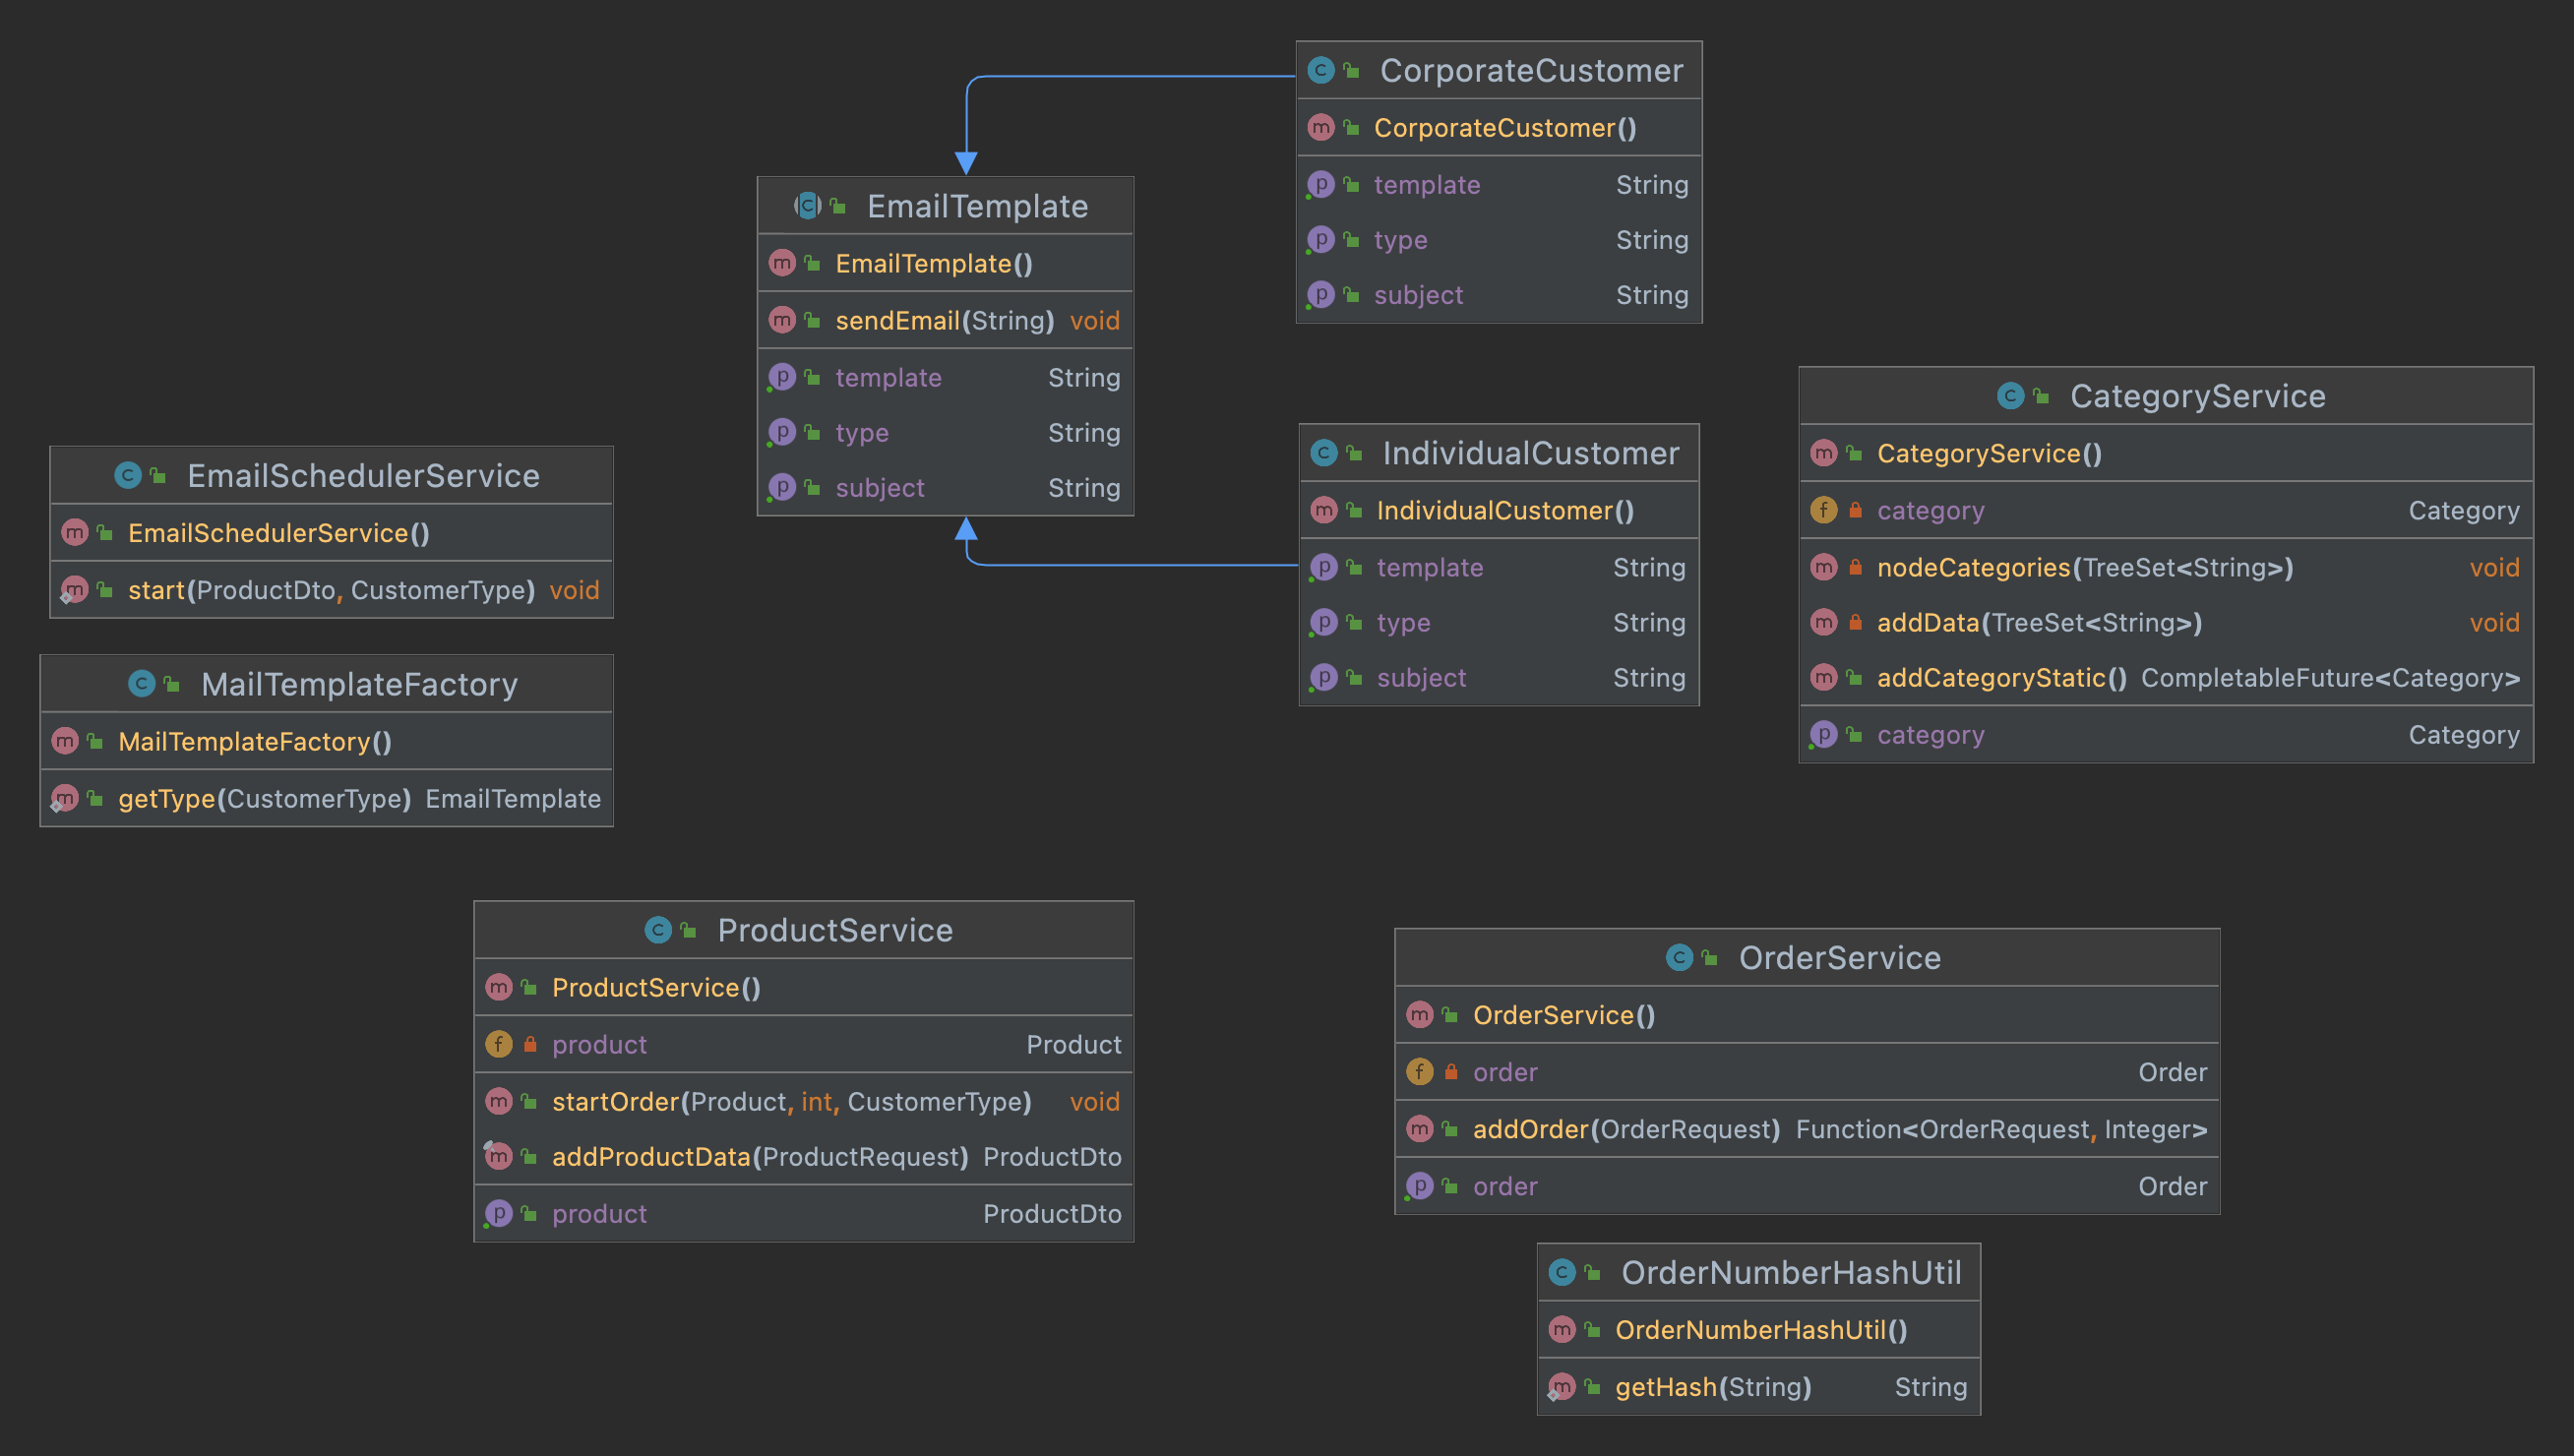 CorporateCustomer
CorporateCustomer()
template String
type String
subject String
EmailTemplate
EmailTemplate()
sendEmail(String) void
template String
type String
subject String
IndividualCustomer
IndividualCustomer()
template String
type String
subject String
CategoryService
CategoryService()
category Category
nodeCategories(TreeSet<String>) void
addData(TreeSet<String>) void
addCategoryStatic() CompletableFuture<Category>
category Category
EmailSchedulerService
EmailSchedulerService()
start(ProductDto, CustomerType) void
MailTemplateFactory
MailTemplateFactory()
getType(CustomerType) EmailTemplate
ProductService
ProductService()
product Product
startOrder(Product, int, CustomerType) void
addProductData(ProductRequest) ProductDto
product ProductDto
OrderService
OrderService()
order Order
addOrder(OrderRequest) Function<OrderRequest, Integer>
order Order
OrderNumberHashUtil
OrderNumberHashUtil()
getHash(String) String